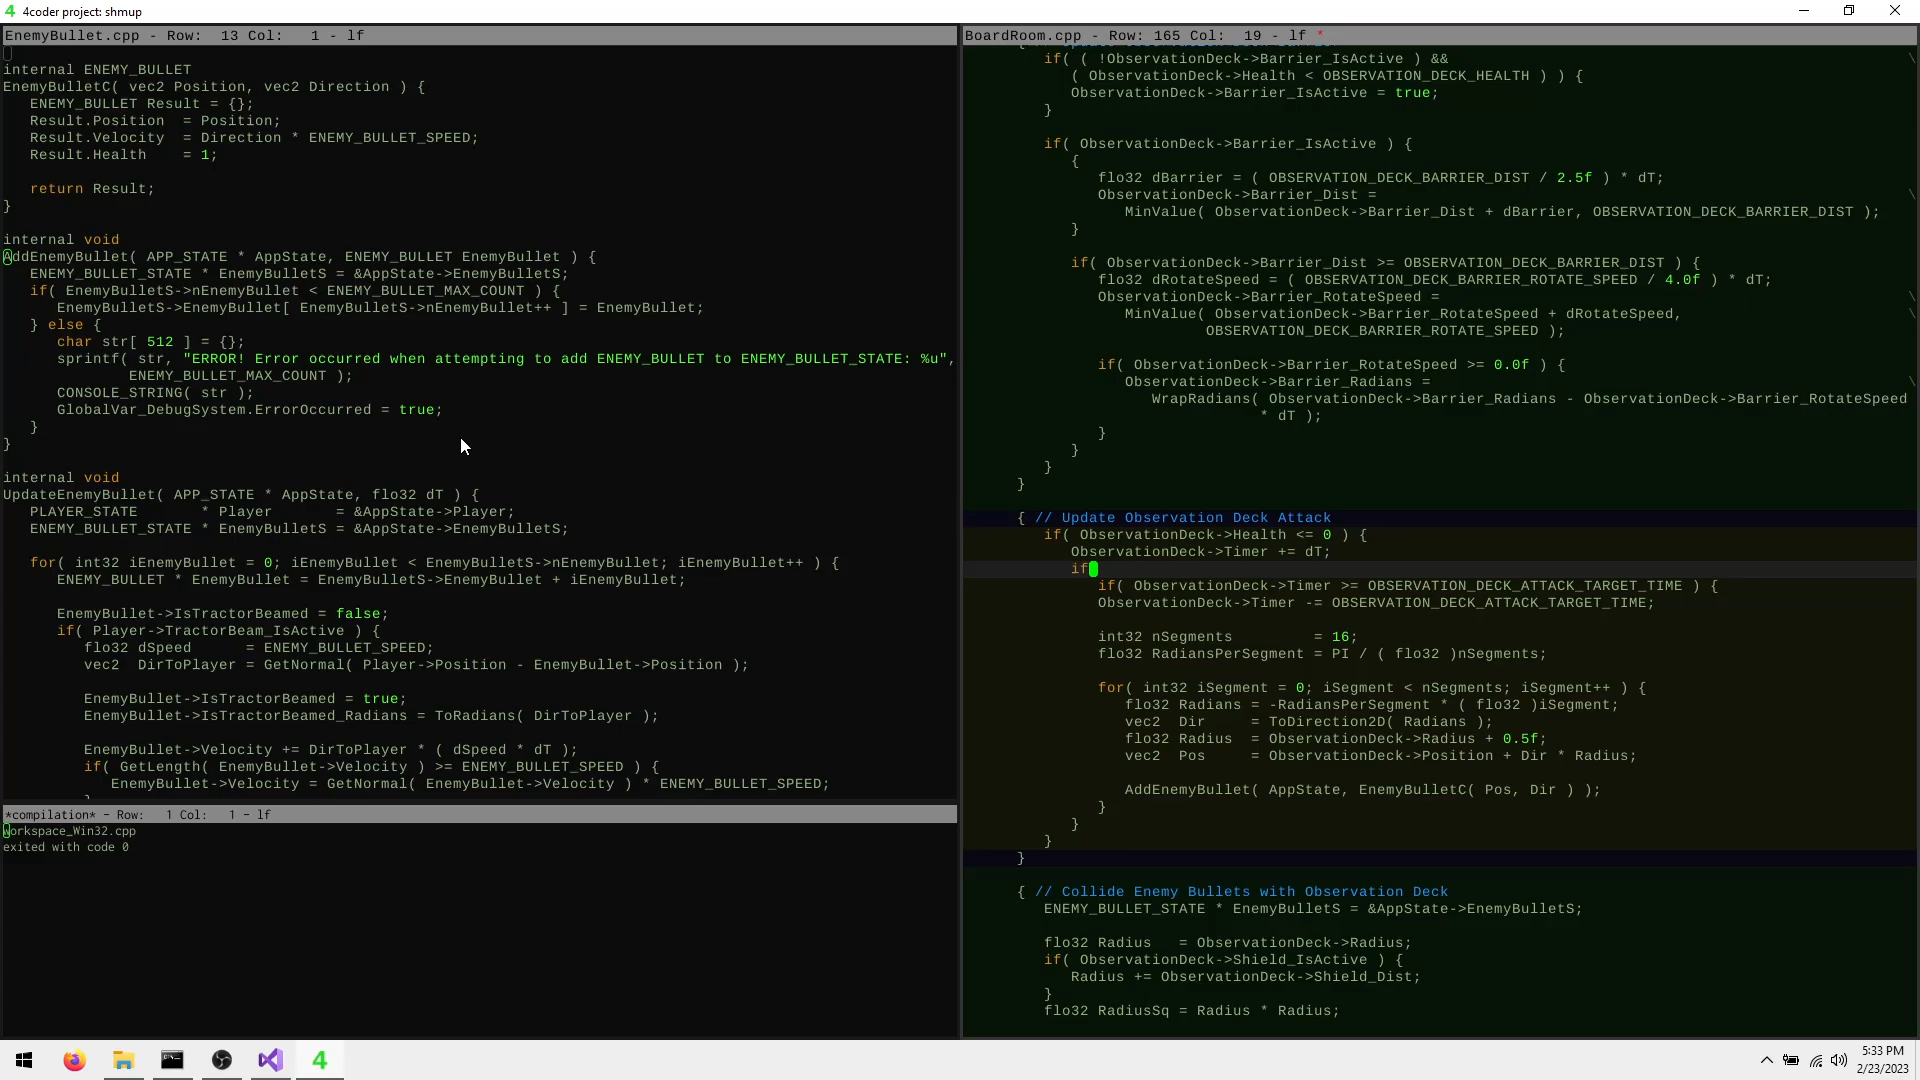 4coder project: shmup
EnemyBullet.cpp - Row:  13 Col:   1 - lf
internal ENEMY_BULLET
EnemyBulletC( vec2 Position, vec2 Direction ) {
   ENEMY_BULLET Result = {};
   Result.Position  = Position;
   Result.Velocity  = Direction * ENEMY_BULLET_SPEED;
   Result.Health    = 1;
   return Result;
}
internal void
AddEnemyBullet( APP_STATE * AppState, ENEMY_BULLET EnemyBullet ) {
   ENEMY_BULLET_STATE * EnemyBulletS = &AppState->EnemyBulletS;
   if( EnemyBulletS->nEnemyBullet < ENEMY_BULLET_MAX_COUNT ) {
      EnemyBulletS->EnemyBullet[ EnemyBulletS->nEnemyBullet++ ] = EnemyBullet;
   } else {
      char str[ 512 ] = {};
      sprintf( str, "ERROR! Error occurred when attempting to add ENEMY_BULLET to ENEMY_BULLET_STATE: %u",
              ENEMY_BULLET_MAX_COUNT );
      CONSOLE_STRING( str );
      GlobalVar_DebugSystem.ErrorOccurred = true;
   }
}
internal void
UpdateEnemyBullet( APP_STATE * AppState, flo32 dT ) {
   PLAYER_STATE       * Player       = &AppState->Player;
   ENEMY_BULLET_STATE * EnemyBulletS = &AppState->EnemyBulletS;
   for( int32 iEnemyBullet = 0; iEnemyBullet < EnemyBulletS->nEnemyBullet; iEnemyBullet++ ) {
      ENEMY_BULLET * EnemyBullet = EnemyBulletS->EnemyBullet + iEnemyBullet;
      EnemyBullet->IsTractorBeamed = false;
      if( Player->TractorBeam_IsActive ) {
         flo32 dSpeed      = ENEMY_BULLET_SPEED;
         vec2  DirToPlayer = GetNormal( Player->Position - EnemyBullet->Position );
         EnemyBullet->IsTractorBeamed = true;
         EnemyBullet->IsTractorBeamed_Radians = ToRadians( DirToPlayer );
         EnemyBullet->Velocity += DirToPlayer * ( dSpeed * dT );
         if( GetLength( EnemyBullet->Velocity ) >= ENEMY_BULLET_SPEED ) {
            EnemyBullet->Velocity = GetNormal( EnemyBullet->Velocity ) * ENEMY_BULLET_SPEED;
*compilation* - Row:   1 Col:   1 - lf
workspace_Win32.cpp
exited with code 0
BoardRoom.cpp - Row: 165 Col:  19 - lf *
if( ( !ObservationDeck->Barrier_IsActive ) && \
   ( ObservationDeck->Health < OBSERVATION_DECK_HEALTH ) ) {
   ObservationDeck->Barrier_IsActive = true;
}
if( ObservationDeck->Barrier_IsActive ) {
   {
      flo32 dBarrier = ( OBSERVATION_DECK_BARRIER_DIST / 2.5f ) * dT;
      ObservationDeck->Barrier_Dist = \
         MinValue( ObservationDeck->Barrier_Dist + dBarrier, OBSERVATION_DECK_BARRIER_DIST );
   }
   if( ObservationDeck->Barrier_Dist >= OBSERVATION_DECK_BARRIER_DIST ) {
      flo32 dRotateSpeed = ( OBSERVATION_DECK_BARRIER_ROTATE_SPEED / 4.0f ) * dT;
      ObservationDeck->Barrier_RotateSpeed = \
         MinValue( ObservationDeck->Barrier_RotateSpeed + dRotateSpeed, \
                  OBSERVATION_DECK_BARRIER_ROTATE_SPEED );
      if( ObservationDeck->Barrier_RotateSpeed >= 0.0f ) {
         ObservationDeck->Barrier_Radians = \
            WrapRadians( ObservationDeck->Barrier_Radians - ObservationDeck->Barrier_RotateSpeed
                        * dT );
         }
      }
   }
}
{ // Update Observation Deck Attack
   if( ObservationDeck->Health <= 0 ) {
      ObservationDeck->Timer += dT;
      if
         if( ObservationDeck->Timer >= OBSERVATION_DECK_ATTACK_TARGET_TIME ) {
         ObservationDeck->Timer -= OBSERVATION_DECK_ATTACK_TARGET_TIME;
         int32 nSegments         = 16;
         flo32 RadiansPerSegment = PI / ( flo32 )nSegments;
         for( int32 iSegment = 0; iSegment < nSegments; iSegment++ ) {
            flo32 Radians = -RadiansPerSegment * ( flo32 )iSegment;
            vec2  Dir     = ToDirection2D( Radians );
            flo32 Radius  = ObservationDeck->Radius + 0.5f;
            vec2  Pos     = ObservationDeck->Position + Dir * Radius;
            AddEnemyBullet( AppState, EnemyBulletC( Pos, Dir ) );
         }
      }
   }
}
{ // Collide Enemy Bullets with Observation Deck
   ENEMY_BULLET_STATE * EnemyBulletS = &AppState->EnemyBulletS;
   flo32 Radius   = ObservationDeck->Radius;
   if( ObservationDeck->Shield_IsActive ) {
      Radius += ObservationDeck->Shield_Dist;
   }
   flo32 RadiusSq = Radius * Radius;
5:33 PM
2/23/2023